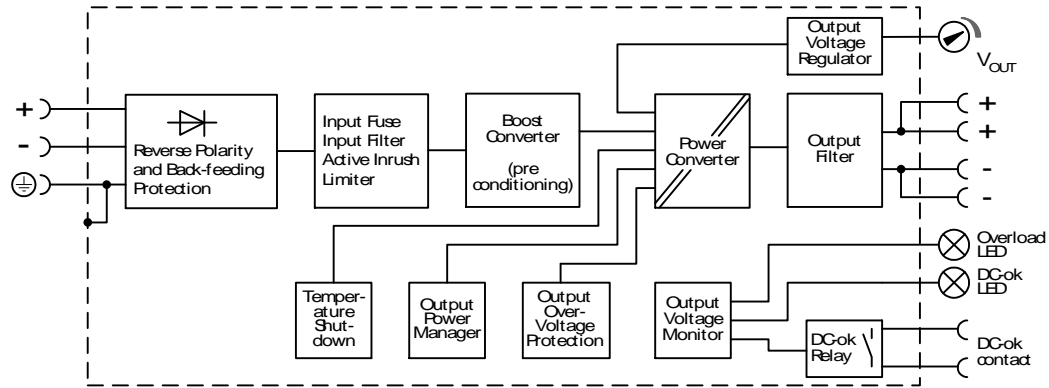 Output
Voltage
Regulator
VOUT
+
-
Reverse Polarity
and Back-feeding
Protection
Input Fuse
Input Filter
Active Inrush
Limiter
Boost
Converter
(pre
conditioning)
Power
Converter
Output
Filter
+
+
-
-
Temper-
ature
Shut-
down
Output
Power
Manager
Output
Over-
Voltage
Protection
Output
Voltage
Monitor
DC-ok
Relay
Overload
LED
DC-ok
LED
DC-ok
contact